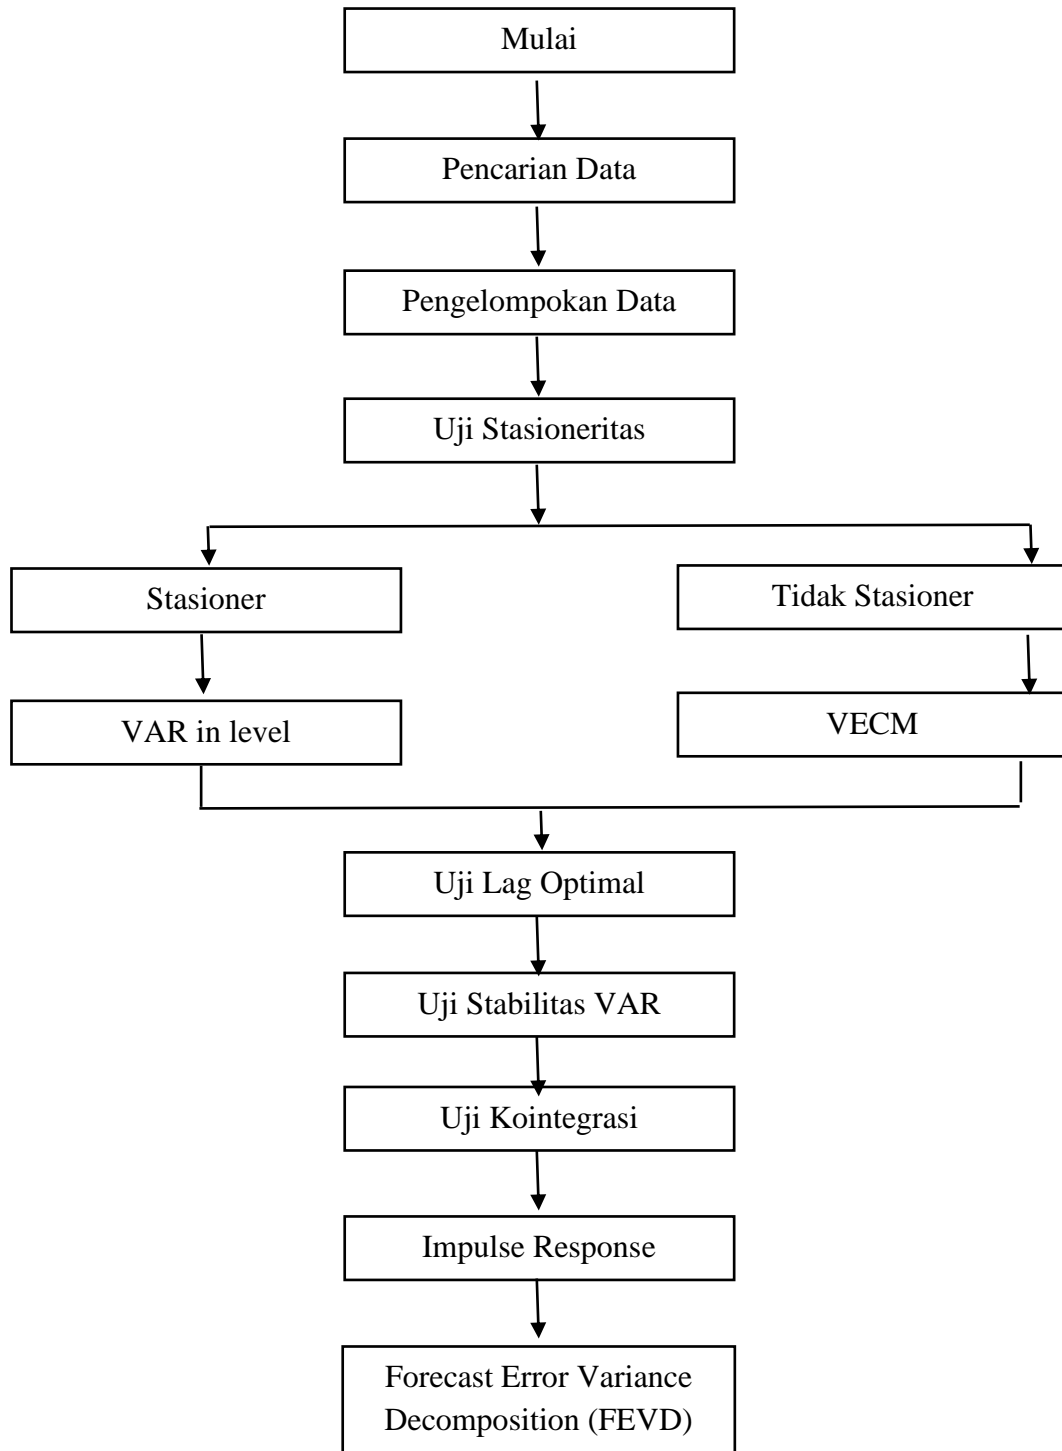 Mulai
Pencarian Data
Pengelompokan Data
Uji Stasioneritas
Stasioner
Tidak Stasioner
VAR in level
VECM
Uji Lag Optimal
Uji Stabilitas VAR
Uji Kointegrasi
Impulse Response
Forecast Error Variance
Decomposition (FEVD)